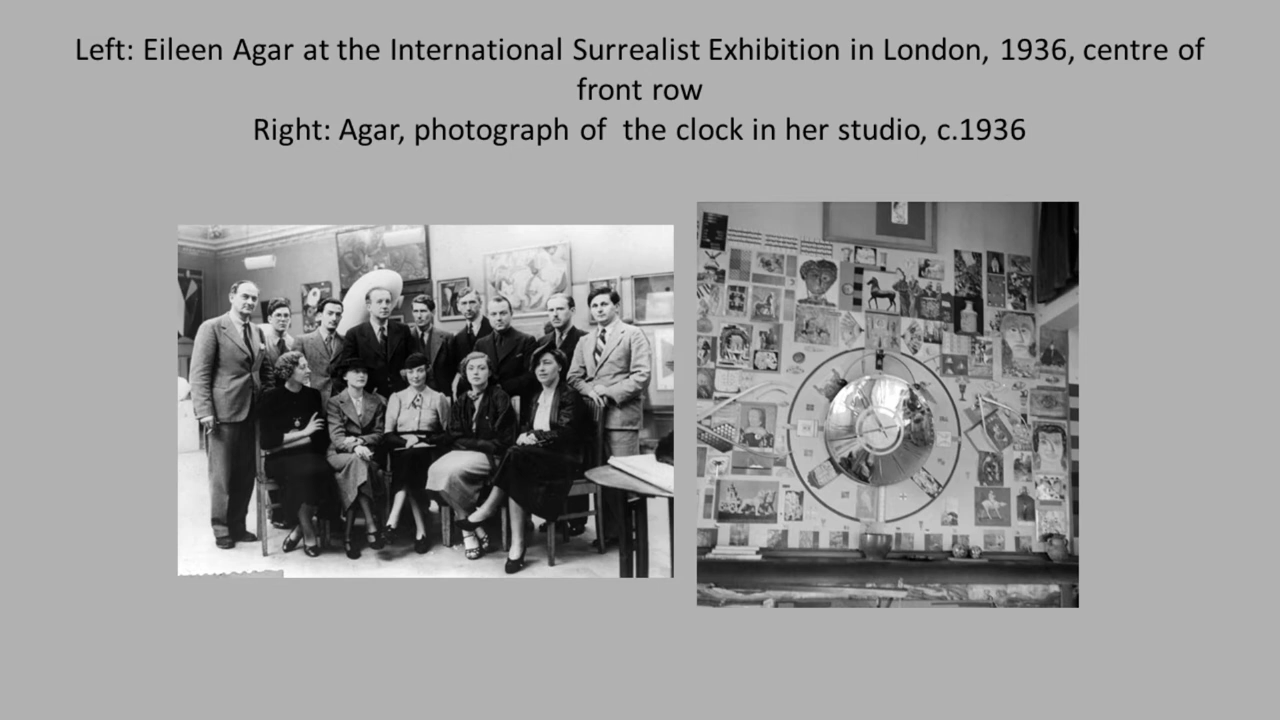 Left: Eileen Agar at the International Surrealist Exhibition in London, 1936, centre of
front row
Right: Agar, photograph of  the clock in her studio, c.1936